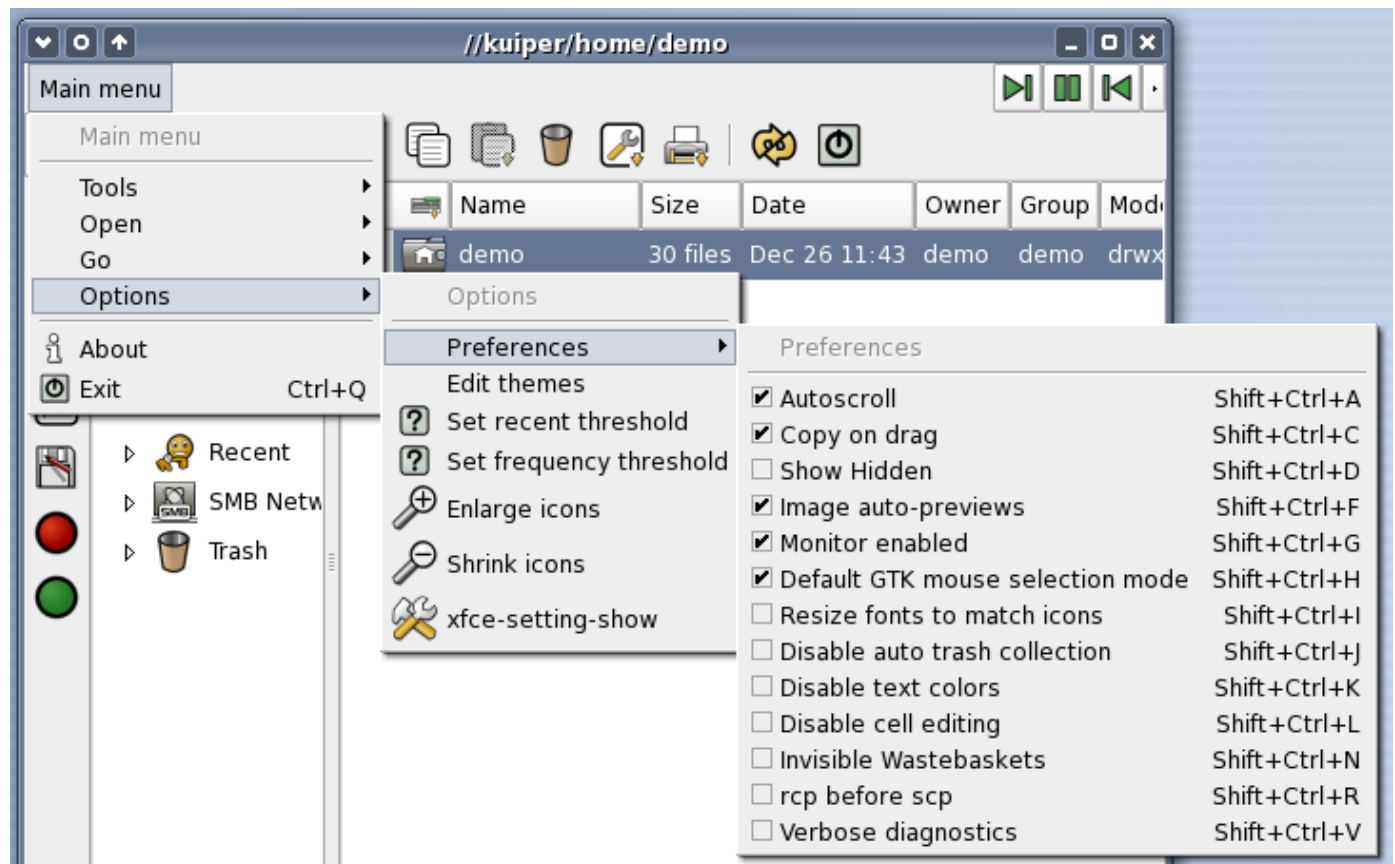 //kuiper/home/demo
Main menu
Main menu
Tools
Open
Go
Options
About
Exit Ctrl+Q
Name Size Date Owner Group Mod
demo 30 files Dec 26 11:43 demo demo drwx
Options
Preferences
Edit themes
Set recent threshold
Set frequency threshold
Enlarge icons
Shrink icons
xfce-setting-show
Preferences
Autoscroll Shift+Ctrl+A
Copy on drag Shift+Ctrl+C
Show Hidden Shift+Ctrl+D
Image auto-previews Shift+Ctrl+F
Monitor enabled Shift+Ctrl+G
Default GTK mouse selection mode Shift+Ctrl+H
Resize fonts to match icons Shift+Ctrl+I
Disable auto trash collection Shift+Ctrl+J
Disable text colors Shift+Ctrl+K
Disable cell editing Shift+Ctrl+L
Invisible Wastebaskets Shift+Ctrl+N
rcp before scp Shift+Ctrl+R
Verbose diagnostics Shift+Ctrl+V
Recent
SMB Netw
SMB
Trash